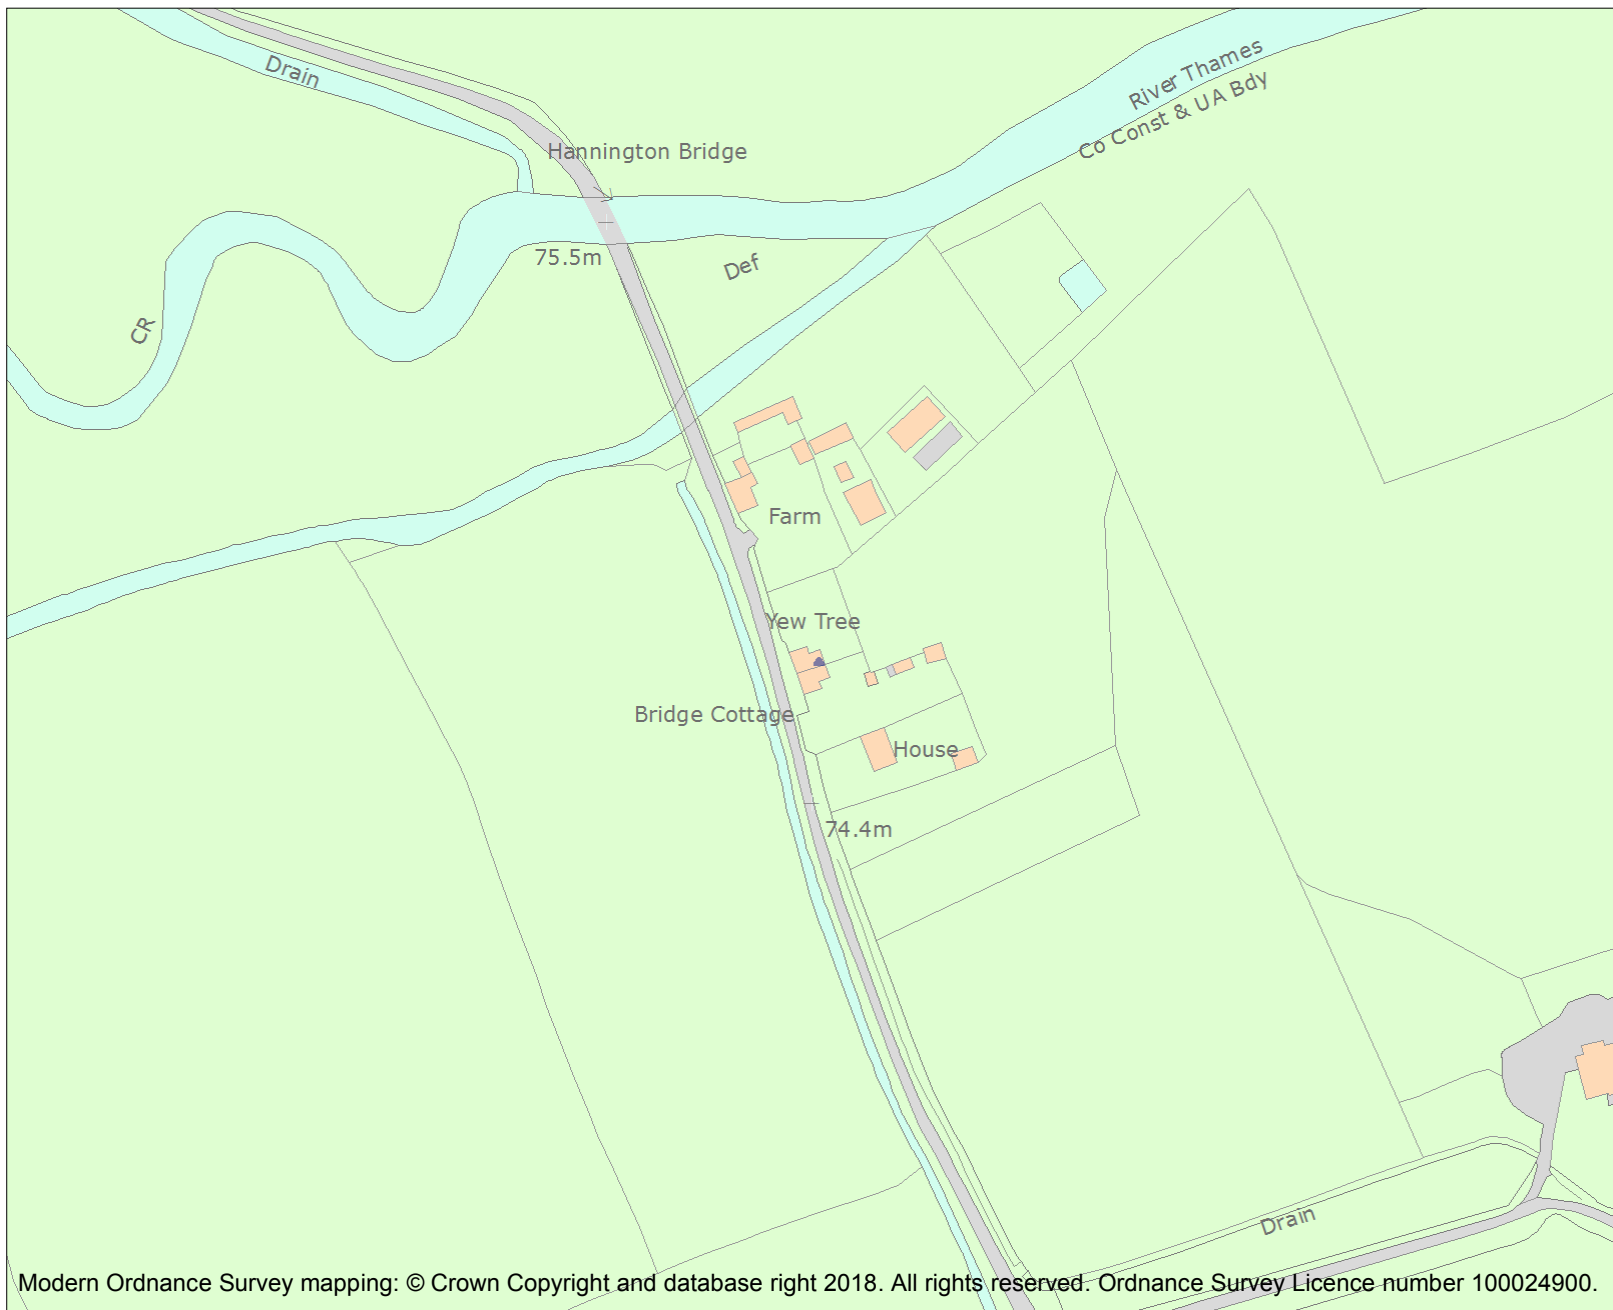 River Thames
Co Const & UA Bdy
Drain
Hannington Bridge
75.5m
Def
CR
Farm
Yew Tree
Bridge Cottage
House
74.4m
Drain
Modern Ordnance Survey mapping: © Crown Copyright and database right 2018. All rights reserved. Ordnance Survey Licence number 100024900.